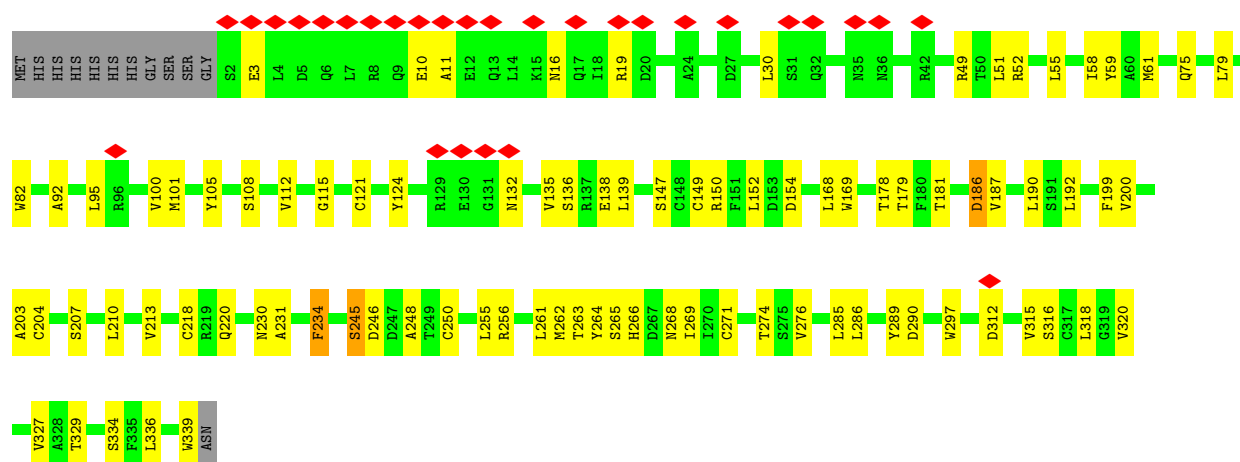 MET HIS HIS HIS HIS HIS HIS GLY SER SER GLY S2 E3 L4 D5 Q6 L7 R8 Q9 E10 A11 E12 Q13 L14 K15 N16 Q17 I18 R19 D20 A24 D27 L30 S31 Q32 N35 N36 R42 R49 T50 L51 R52 L55 I58 Y59 A60 M61 Q75 L79
W82 A92 L95 R96 V100 M101 Y105 S108 V112 G115 C121 Y124 R129 E130 G131 N132 V135 S136 R137 E138 L139 S147 C148 C149 R150 F151 L152 D153 D154 L168 W169 T178 T179 F180 T181 D186 V187 L190 S191 L192 F199 V200
A203 C204 S207 L210 V213 C218 R219 Q220 N230 A231 F234 S245 D246 D247 A248 T249 C250 L255 R256 L261 M262 T263 Y264 S265 H266 D267 N268 I269 I270 C271 T274 S275 V276 L285 L286 Y289 D290 W297 D312 V315 S316 C317 L318 G319 V320
V327 A328 T329 S334 F335 L336 W339 ASN